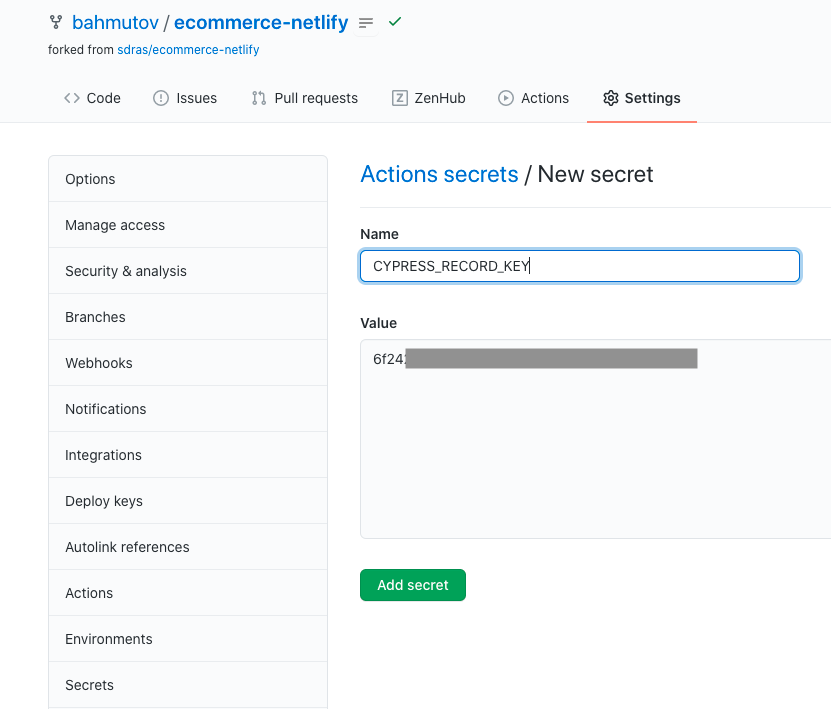 bahmutov / ecommerce-netlify
forked from sdras/ecommerce-netlify
Code Issues Pull requests ZenHub Actions Settings
Options
Manage access
Security & analysis
Branches
Webhooks
Notifications
Integrations
Deploy keys
Autolink references
Actions
Environments
Secrets
Actions secrets / New secret
Name
CYPRESS_RECORD_KEY
Value
6f24
Add secret